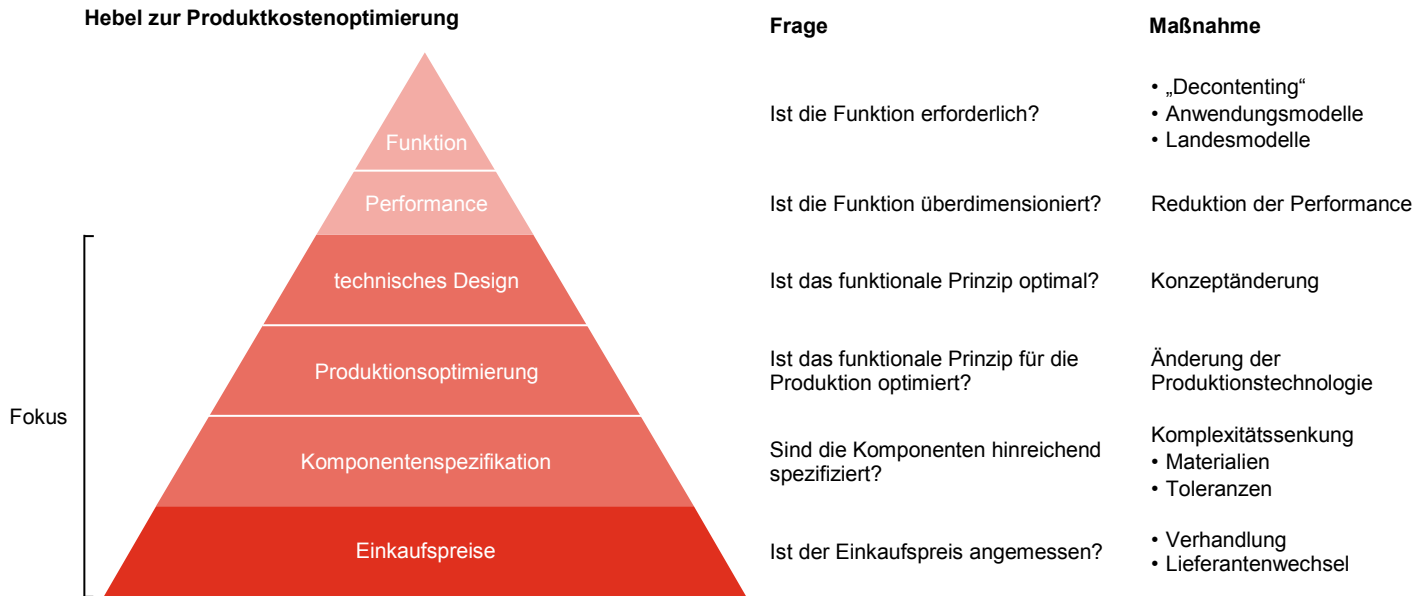 Hebel zur Produktkostenoptimierung
Frage
Maßnahme
Funktion
Ist die Funktion erforderlich?
• „Decontenting“
• Anwendungsmodelle
• Landesmodelle
Performance
Ist die Funktion überdimensioniert?
Reduktion der Performance
technisches Design
Ist das funktionale Prinzip optimal?
Konzeptänderung
Produktionsoptimierung
Ist das funktionale Prinzip für die
Produktion optimiert?
Änderung der
Produktionstechnologie
Fokus
Komponentenspezifikation
Sind die Komponenten hinreichend
spezifiziert?
Komplexitätssenkung
• Materialien
• Toleranzen
Einkaufspreise
Ist der Einkaufspreis angemessen?
• Verhandlung
• Lieferantenwechsel